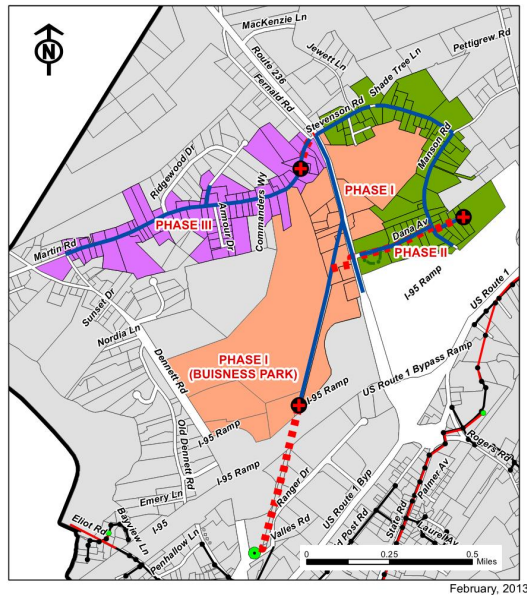 N
MacKenzie Ln
Route 236
Fernald Rd
Jewett Ln
Shade Tree Ln
Pettigrew Rd
Stevenson Rd
Manson Rd
Ridgewood Dr
PHASE I
Armour Dr
Commanders Wy
PHASE III
Martin Rd
Dana Av
PHASE II
I-95 Ramp
Sunset Dr
Nordia Ln
US Route 1
Dennett Rd
PHASE I
(BUISNESS PARK)
US Route 1 Bypass Ramp
I-95 Ramp
Old Dennett Rd
I-95 Ramp
I-95 Ramp
Rogers Rd
Ranger Dr
US Route 1 Byp
Palmer Av
State Rd
Emery Ln
I-95
Eliot Rd
Bayview Ln
Penhallow Ln
Valles Rd
d Post Rd
Laurel Av
0 0.25 0.5
Miles
February, 2013